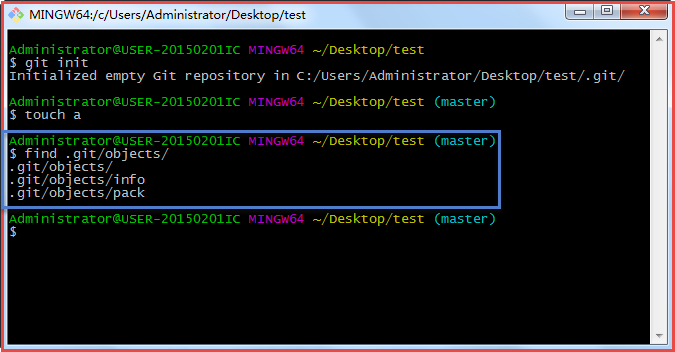 MINGW64:/c/Users/Administrator/Desktop/test
Administrator@USER-20150201IC MINGW64 ~/Desktop/test
$ git init
Initialized empty Git repository in C:/Users/Administrator/Desktop/test/.git/
Administrator@USER-20150201IC MINGW64 ~/Desktop/test (master)
$ touch a
Administrator@USER-20150201IC MINGW64 ~/Desktop/test (master)
$ find .git/objects/
.git/objects/
.git/objects/info
.git/objects/pack
Administrator@USER-20150201IC MINGW64 ~/Desktop/test (master)
$